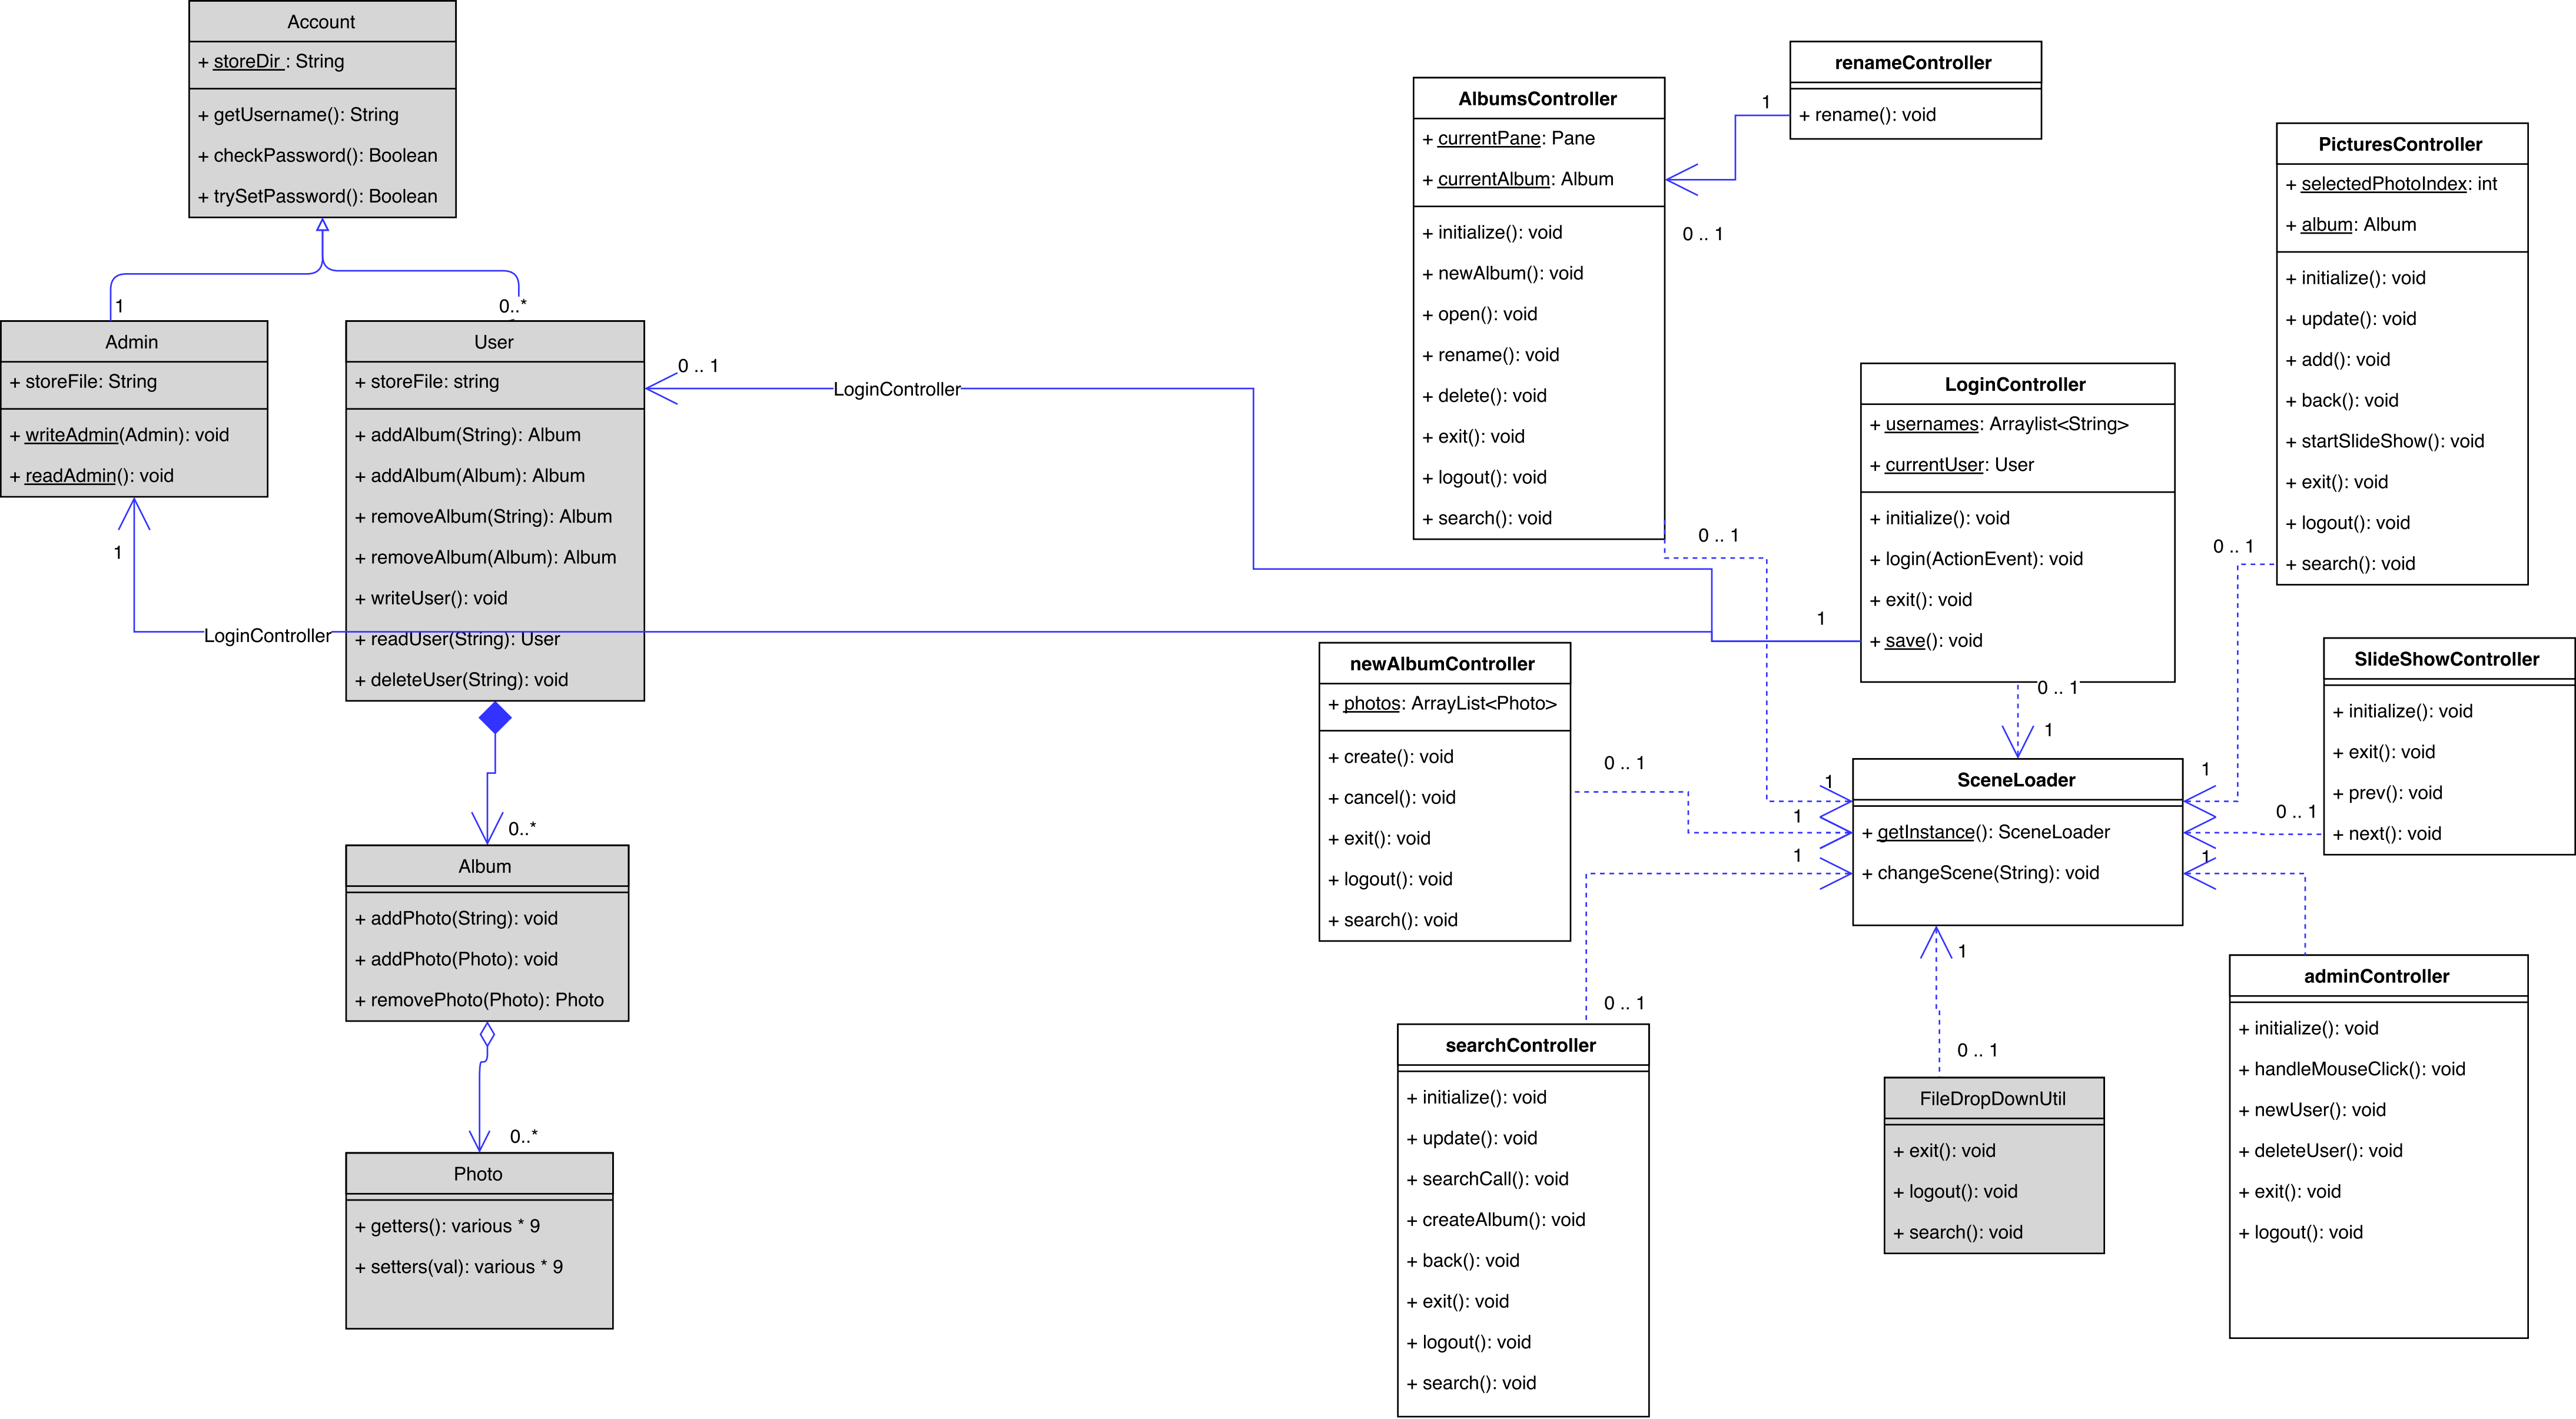 Account
+ storeDir : String
+ getUsername(): String
+ checkPassword(): Boolean
+ trySetPassword(): Boolean
1
0..*
Admin
+ storeFile: String
+ writeAdmin(Admin): void
+ readAdmin(): void
1
LoginController
User
+ storeFile: string
+ addAlbum(String): Album
+ addAlbum(Album): Album
+ removeAlbum(String): Album
+ removeAlbum(Album): Album
+ writeUser(): void
+ readUser(String): User
+ deleteUser(String): void
0 .. 1
LoginController
0..*
Album
+ addPhoto(String): void
+ addPhoto(Photo): void
+ removePhoto(Photo): Photo
0..*
Photo
+ getters(): various * 9
+ setters(val): various * 9
AlbumsController
+ currentPane: Pane
+ currentAlbum: Album
+ initialize(): void
+ newAlbum(): void
+ open(): void
+ rename(): void
+ delete(): void
+ exit(): void
+ logout(): void
+ search(): void
renameController
+ rename(): void
1
0 .. 1
0 .. 1
PicturesController
+ selectedPhotoIndex: int
+ album: Album
+ initialize(): void
+ update(): void
+ add(): void
+ back(): void
+ startSlideShow(): void
+ exit(): void
+ logout(): void
+ search(): void
0 .. 1
LoginController
+ usernames: Arraylist<String>
+ currentUser: User
+ initialize(): void
+ login(ActionEvent): void
+ exit(): void
+ save(): void
1
0 .. 1
1
newAlbumController
+ photos: ArrayList<Photo>
+ create(): void
+ cancel(): void
+ exit(): void
+ logout(): void
+ search(): void
0 .. 1
1
1
1
SceneLoader
+ getInstance(): SceneLoader
+ changeScene(String): void
1
0 .. 1
1
SlideShowController
+ initialize(): void
+ exit(): void
+ prev(): void
+ next(): void
searchController
+ initialize(): void
+ update(): void
+ searchCall(): void
+ createAlbum(): void
+ back(): void
+ exit(): void
+ logout(): void
+ search(): void
0 .. 1
1
0 .. 1
FileDropDownUtil
+ exit(): void
+ logout(): void
+ search(): void
adminController
+ initialize(): void
+ handleMouseClick(): void
+ newUser(): void
+ deleteUser(): void
+ exit(): void
+ logout(): void